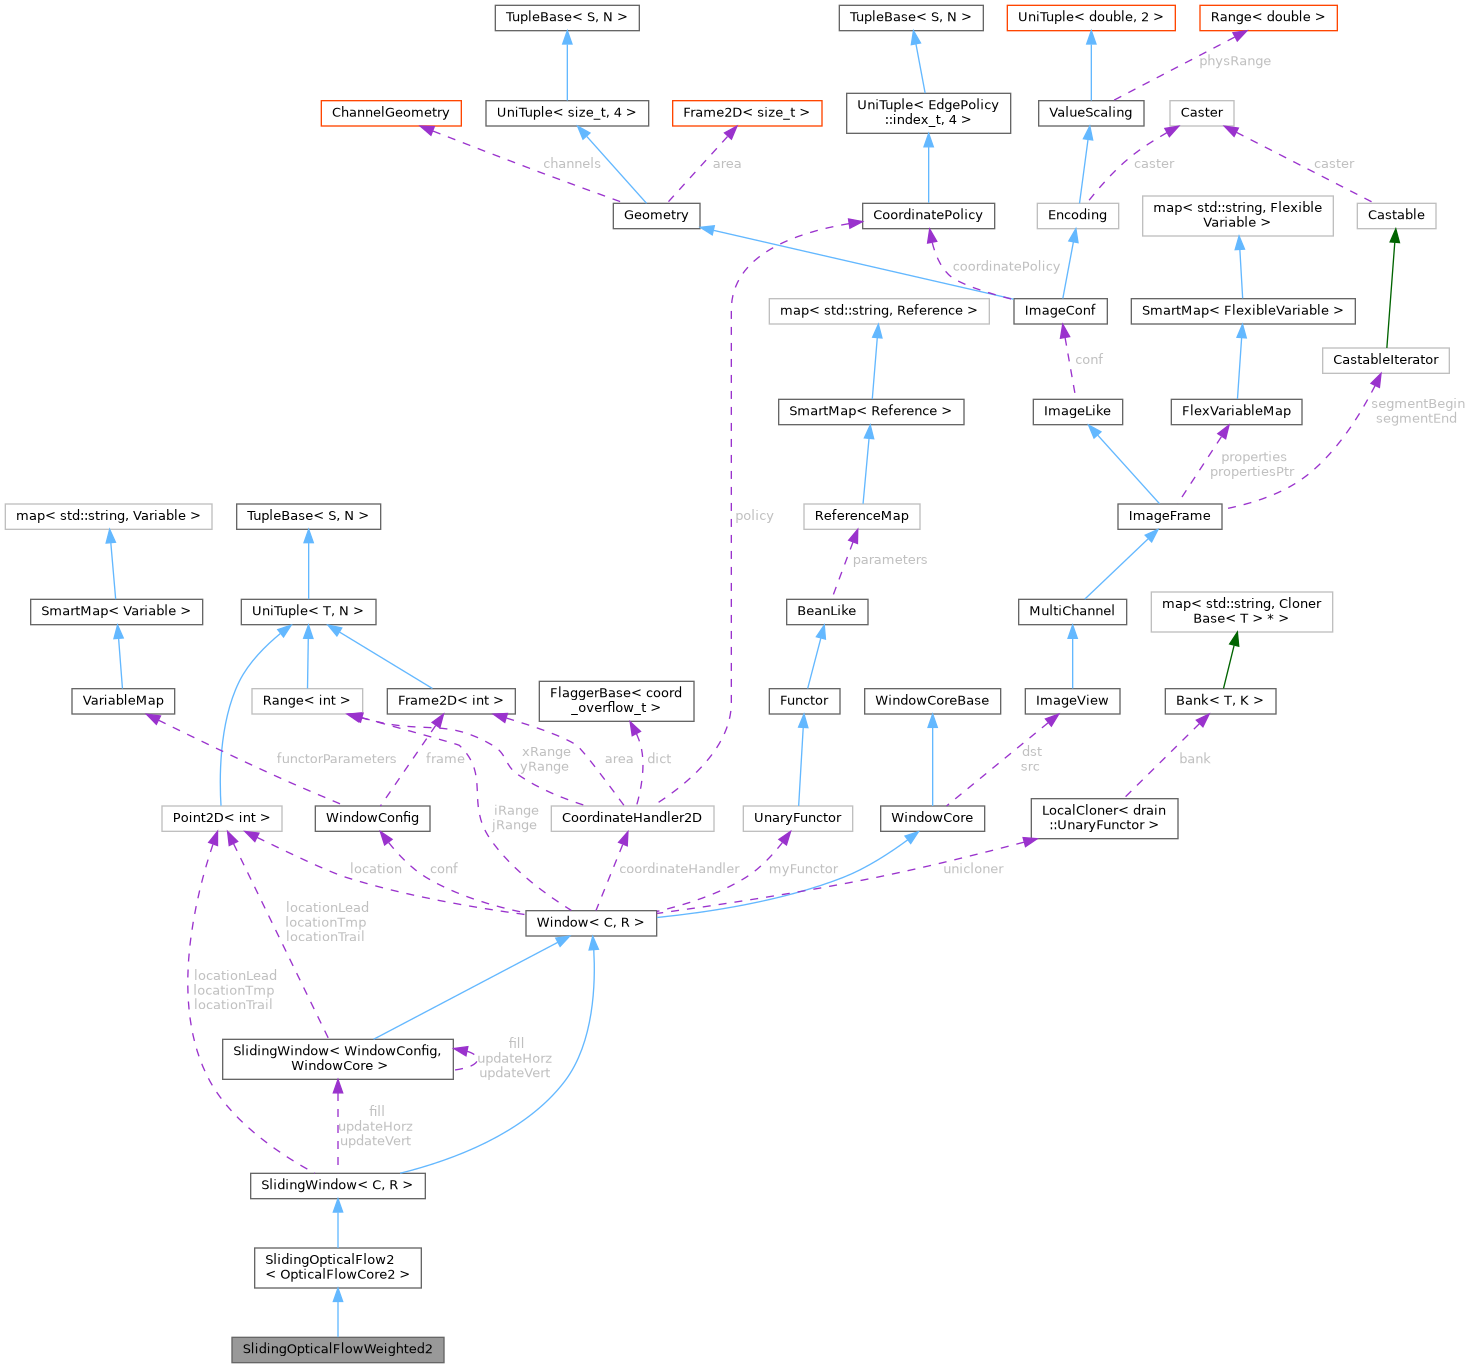 TupleBase< S, N >
TupleBase< S, N >
UniTuple< double, 2 >
Range< double >
physRange
ChannelGeometry
UniTuple< size_t, 4 >
Frame2D< size_t >
UniTuple< EdgePolicy
::index_t, 4 >
ValueScaling
Caster
channels
area
caster
caster
Geometry
CoordinatePolicy
Encoding
map< std::string, Flexible
Variable >
Castable
coordinatePolicy
map< std::string, Reference >
ImageConf
SmartMap< FlexibleVariable >
conf
CastableIterator
SmartMap< Reference >
ImageLike
FlexVariableMap
segmentBegin
segmentEnd
properties
propertiesPtr
map< std::string, Variable >
TupleBase< S, N >
policy
ReferenceMap
ImageFrame
parameters
SmartMap< Variable >
UniTuple< T, N >
BeanLike
MultiChannel
map< std::string, Cloner
Base< T > * >
VariableMap
Range< int >
Frame2D< int >
FlaggerBase< coord
_overflow_t >
Functor
WindowCoreBase
ImageView
Bank< T, K >
functorParameters
frame
xRange
yRange
area
dict
dst
src
bank
Point2D< int >
WindowConfig
iRange
jRange
CoordinateHandler2D
UnaryFunctor
WindowCore
LocalCloner< drain
::UnaryFunctor >
location
conf
coordinateHandler
myFunctor
unicloner
locationLead
locationTmp
locationTrail
Window< C, R >
locationLead
locationTmp
locationTrail
SlidingWindow< WindowConfig,
WindowCore >
fill
updateHorz
updateVert
fill
updateHorz
updateVert
SlidingWindow< C, R >
SlidingOpticalFlow2
< OpticalFlowCore2 >
SlidingOpticalFlowWeighted2